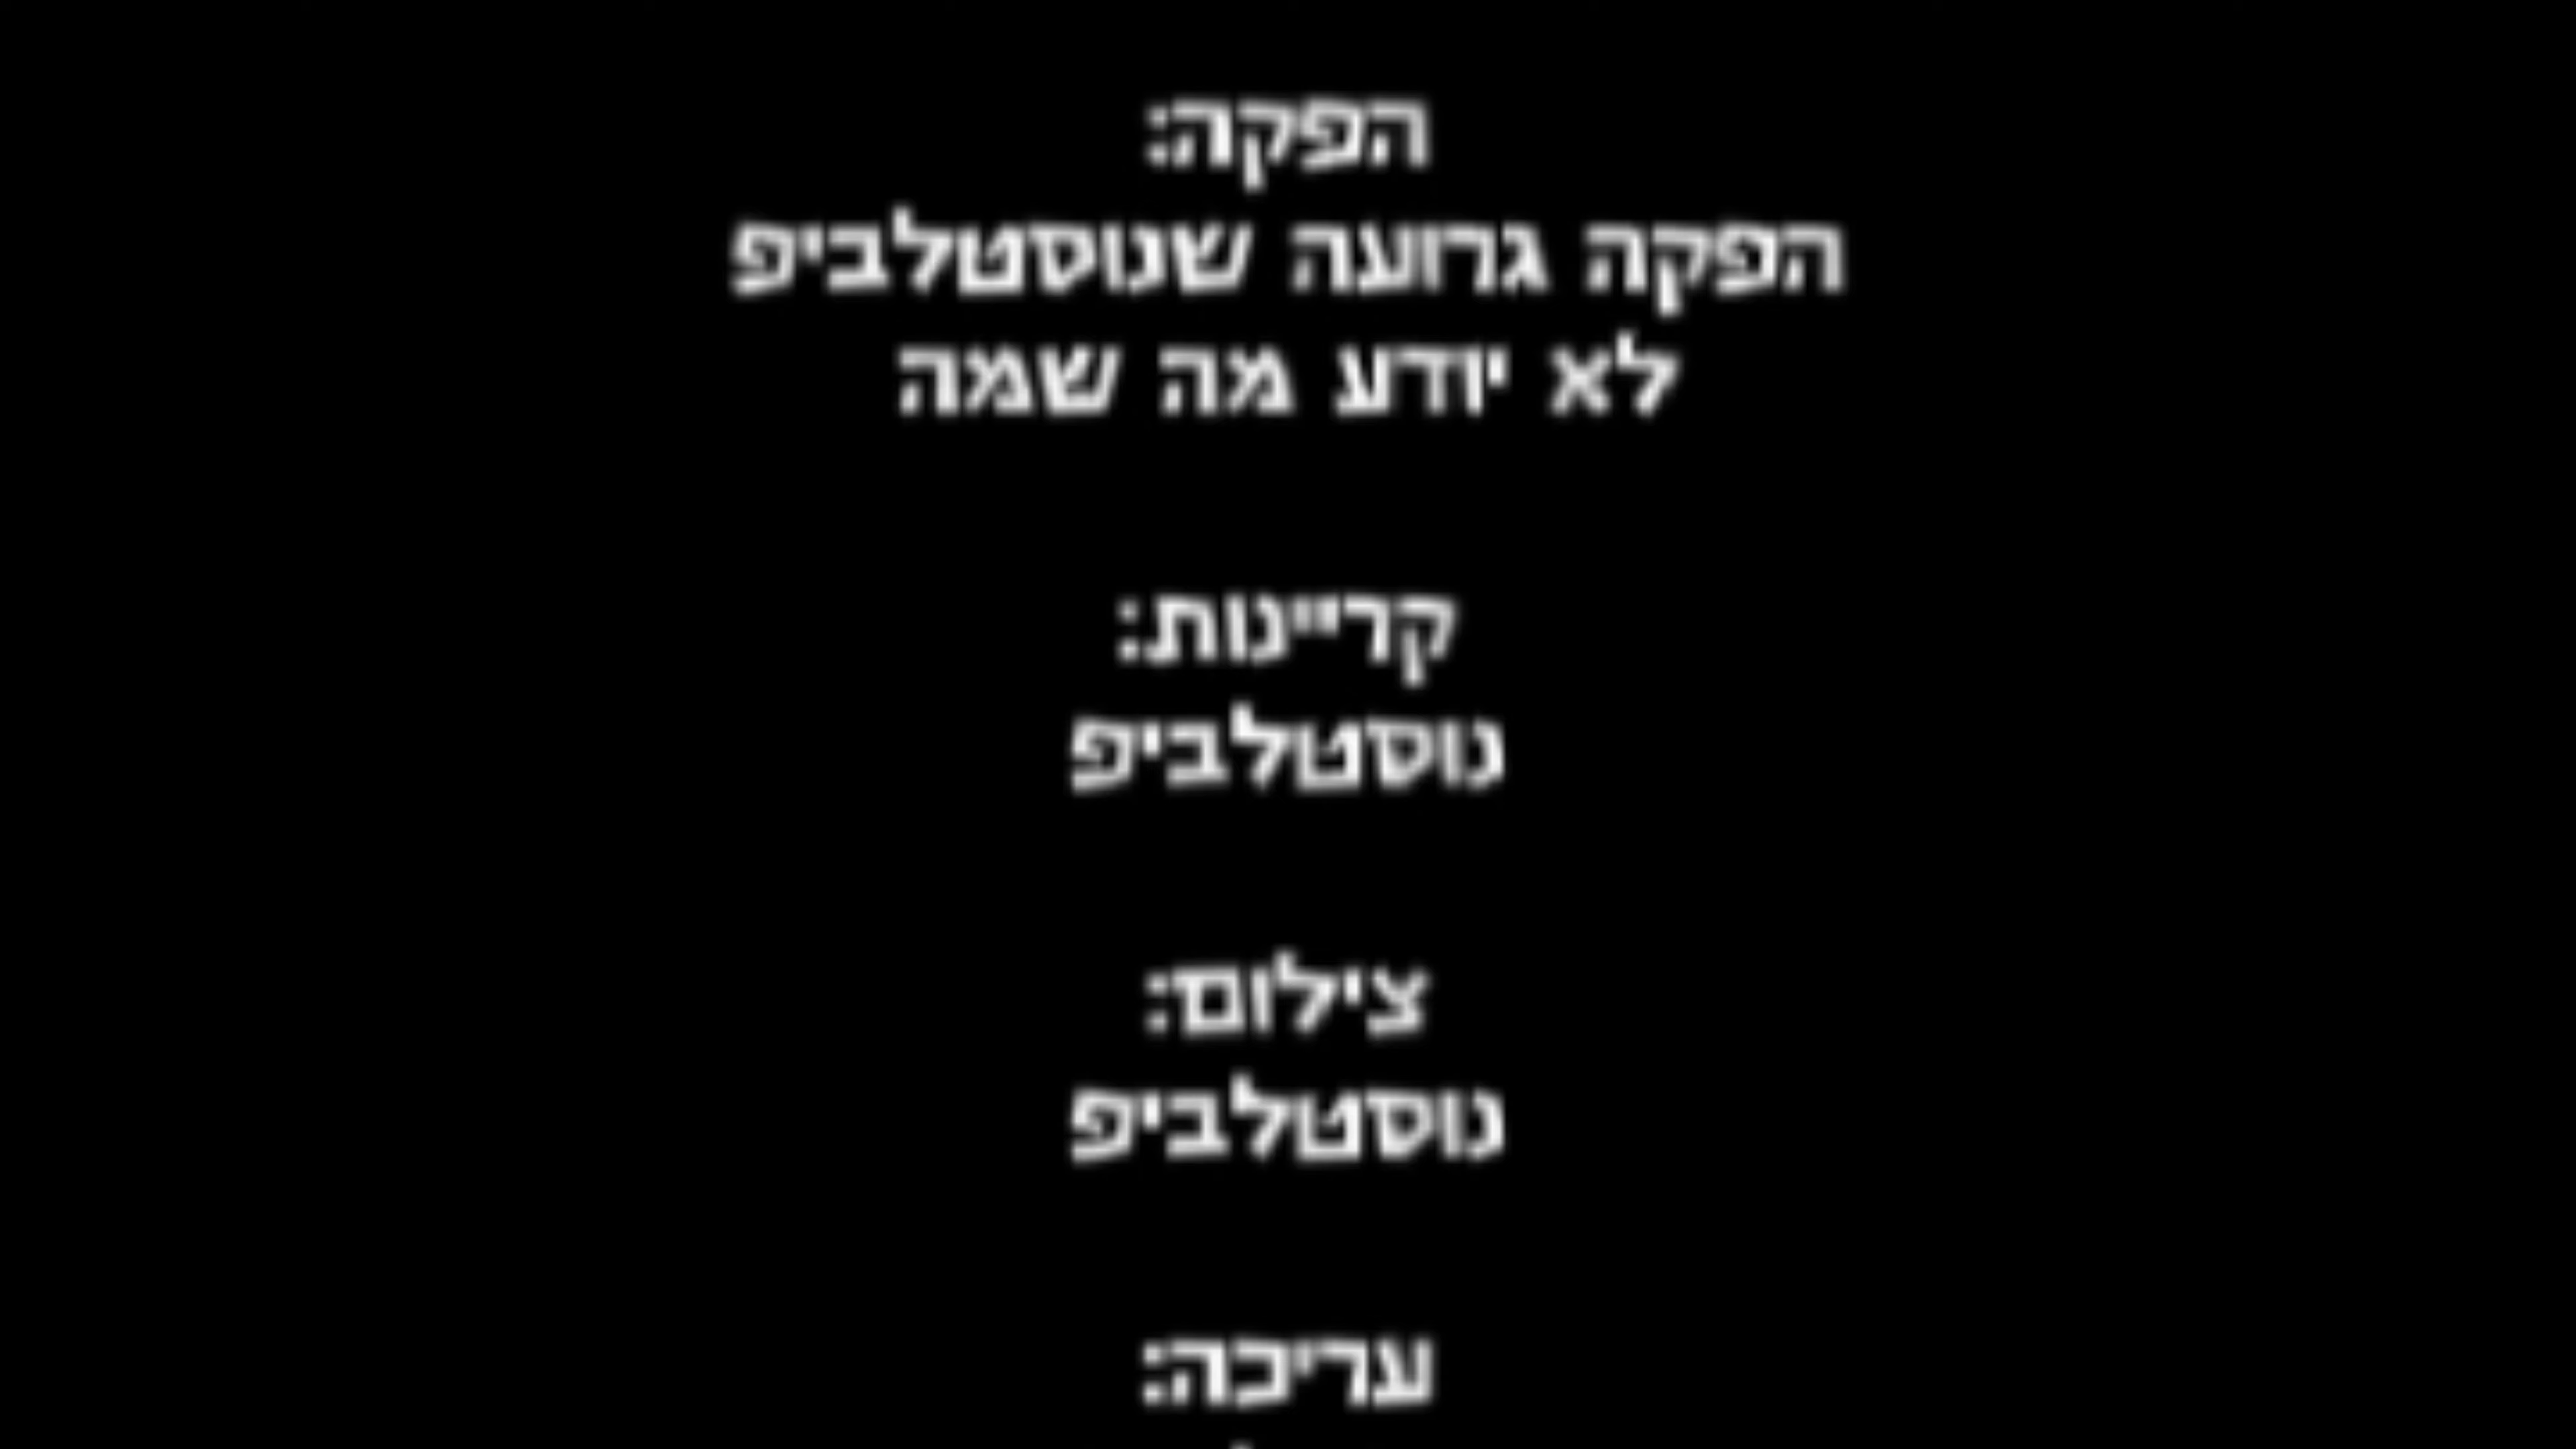 הפקה:
הפקה גרועה שנוסטלביפ
לא יודע מה שמה
קריינות:
נוסטלביפ
צילום:
נוסטלביפ
עריכה: